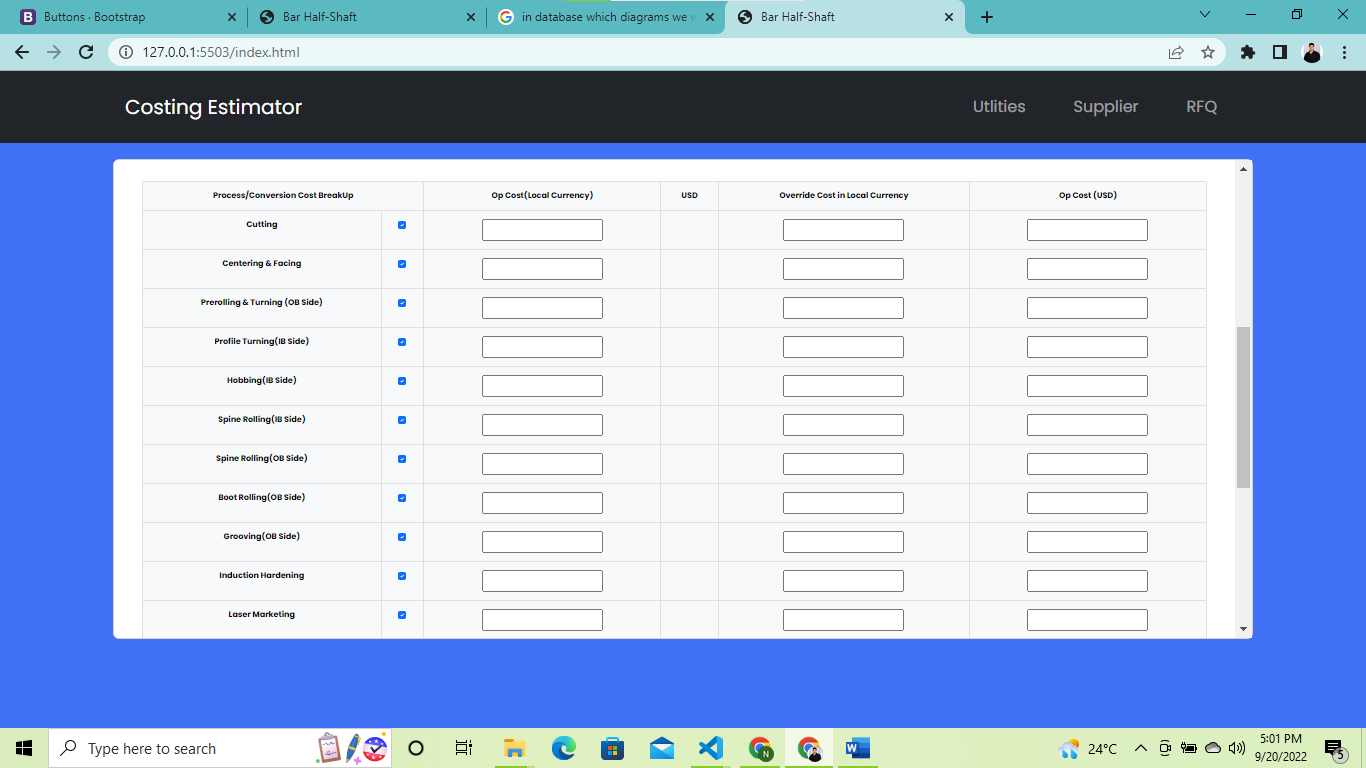 Buttons · Bootstrap
Bar Half-Shaft
in database which diagrams we
Bar Half-Shaft
127.0.0.1:5503/index.html
Costing Estimator
Utlities
Supplier
RFQ
Process/Conversion Cost BreakUp
Op Cost(Local Currency)
USD
Override Cost in Local Currency
Op Cost (USD)
Cutting
Centering & Facing
Prerolling & Turning (OB Side)
Profile Turning(IB Side)
Hobbing(IB Side)
Spine Rolling(IB Side)
Spine Rolling(OB Side)
Boot Rolling(OB Side)
Grooving(OB Side)
Induction Hardening
Laser Marketing
Type here to search
24°C
5:01 PM
9/20/2022
5